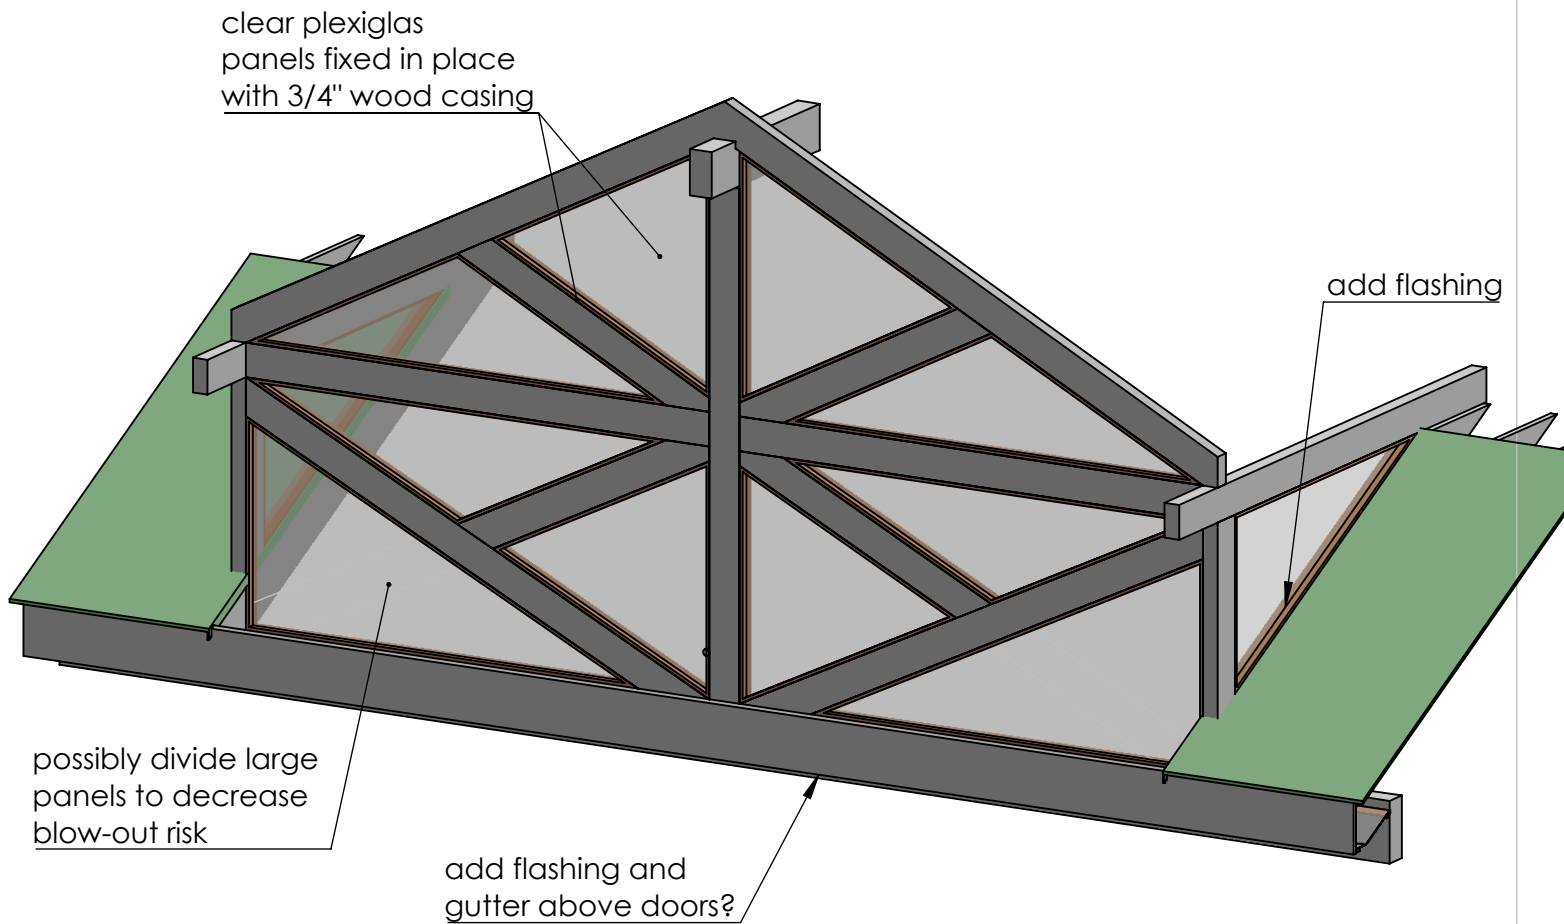 clear plexiglas
panels fixed in place
with 3/4" wood casing
add flashing
possibly divide large
panels to decrease
blow-out risk
add flashing and
gutter above doors?